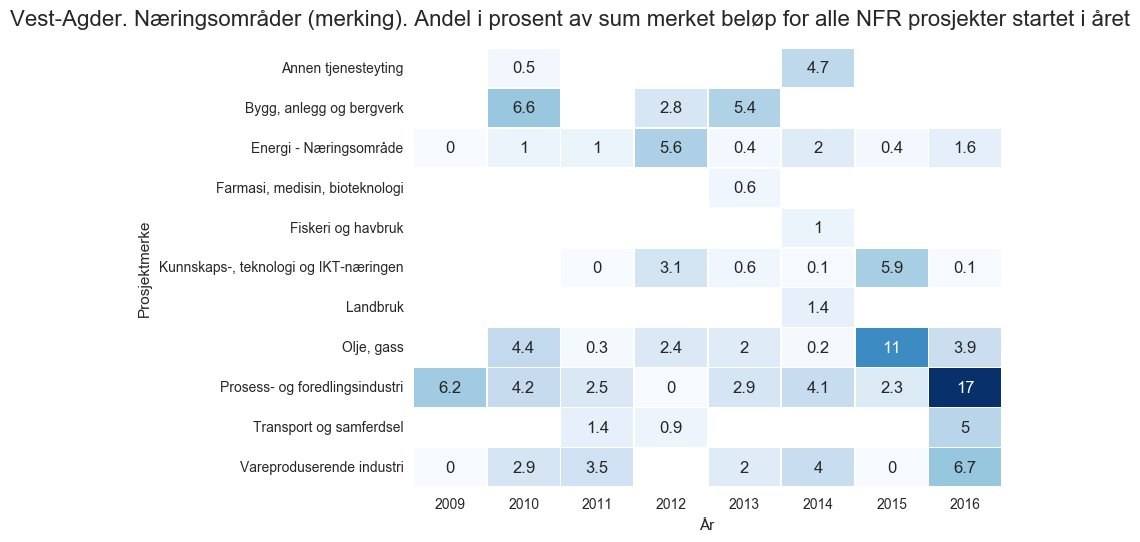 Vest-Agder. Næringsområder (merking). Andel i prosent av sum merket beløp for alle NFR prosjekter startet i året
Prosjektmerke
Annen tjenesteyting 0.5 4.7
Bygg, anlegg og bergverk 6.6 2.8 5.4
Energi - Næringsområde 0 1 1 5.6 0.4 2 0.4 1.6
Farmasi, medisin, bioteknologi 0.6
Fiskeri og havbruk 1
Kunnskaps-, teknologi og IKT-næringen 0 3.1 0.6 0.1 5.9 0.1
Landbruk 1.4
Olje, gass 4.4 0.3 2.4 2 0.2 11 3.9
Prosess- og foredlingsindustri 6.2 4.2 2.5 0 2.9 4.1 2.3 17
Transport og samferdsel 1.4 0.9 5
Vareproduserende industri 0 2.9 3.5 2 4 0 6.7
2009 2010 2011 2012 2013 2014 2015 2016
År